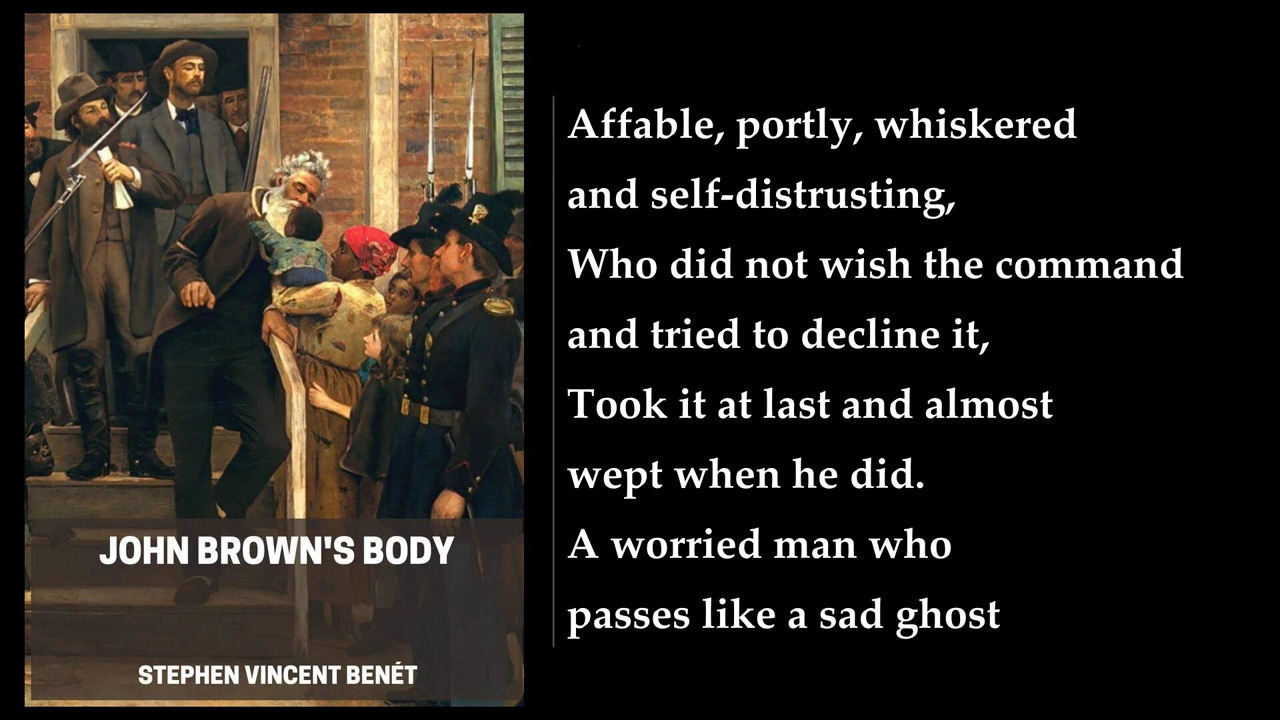 JOHN BROWN'S BODY
STEPHEN VINCENT BENÉT
Affable, portly, whiskered
and self-distrusting,
Who did not wish the command
and tried to decline it,
Took it at last and almost
wept when he did.
A worried man who
passes like a sad ghost